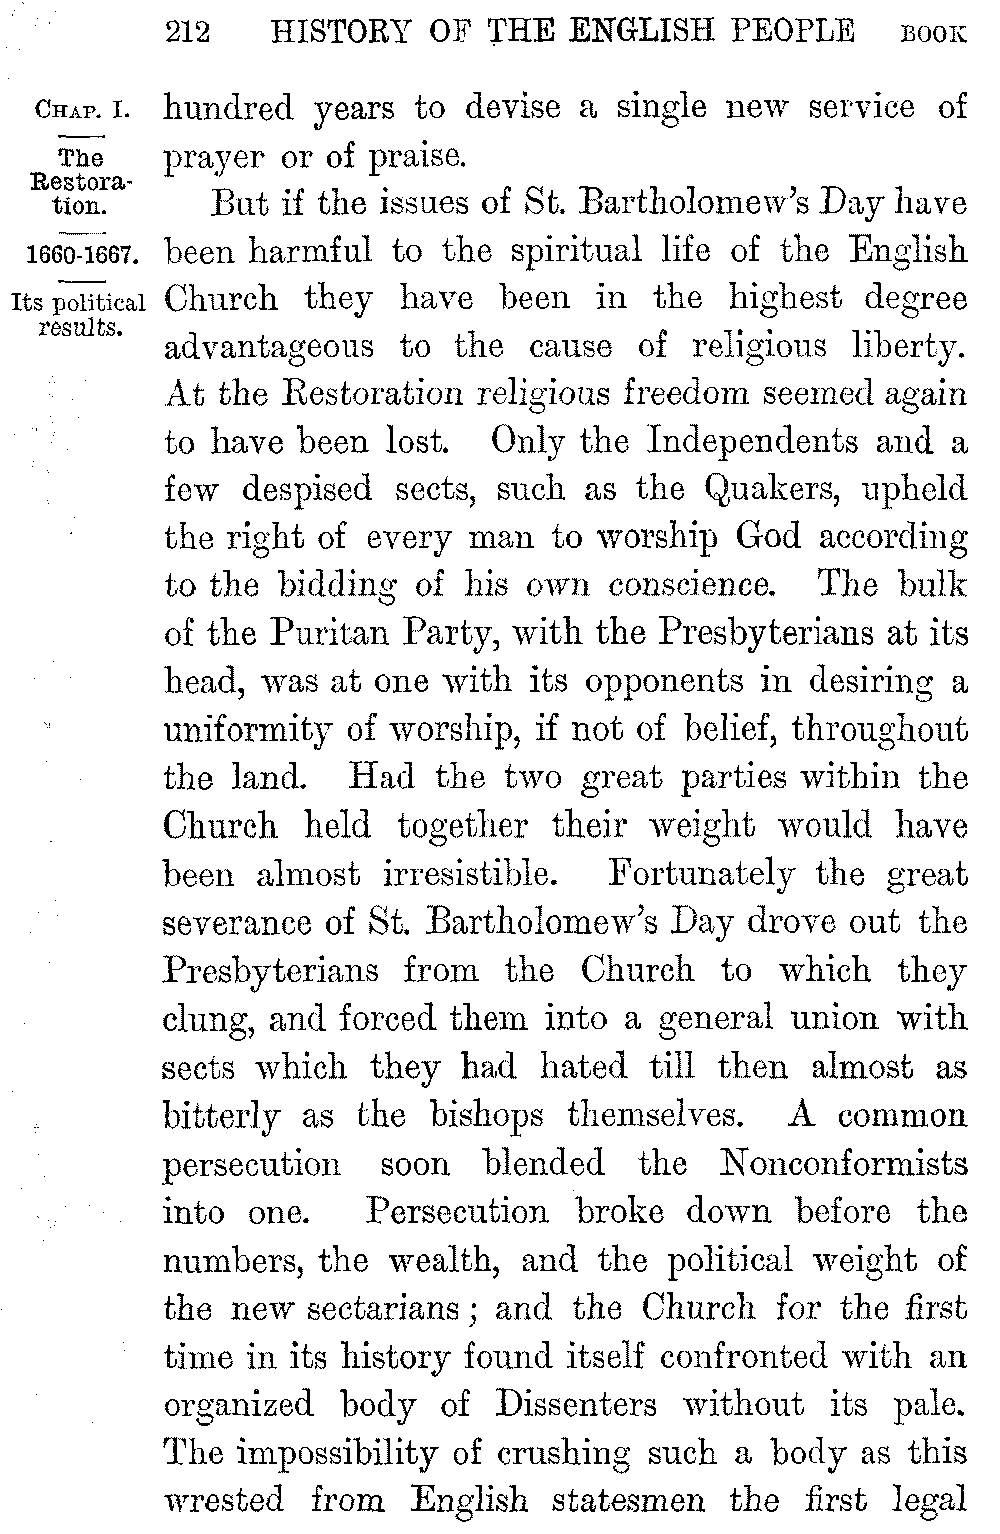 212 HISTORY OF THE ENGLISH PEOPLE BOOK
CHAP. I.
The
Restora-
tion.
1660-1667.
Its political
results.
hundred years to devise a single new service of
prayer or of praise.
But if the issues of St. Bartholomew's Day have
been harmful to the spiritual life of the English
Church they have been in the highest degree
advantageous to the cause of religious liberty.
At the Restoration religious freedom seemed again
to have been lost. Only the Independents and a
few despised sects, such as the Quakers, upheld
the right of every man to worship God according
to the bidding of his own conscience. The bulk
of the Puritan Party, with the Presbyterians at its
head, was at one with its opponents in desiring a
uniformity of worship, if not of belief, throughout
the land. Had the two great parties within the
Church held together their weight would have
been almost irresistible. Fortunately the great
severance of St. Bartholomew's Day drove out the
Presbyterians from the Church to which they
clung, and forced them into a general union with
sects which they had hated till then almost as
bitterly as the bishops themselves. A common
persecution soon blended the Nonconformists
into one. Persecution broke down before the
numbers, the wealth, and the political weight of
the new sectarians; and the Church for the first
time in its history found itself confronted with an
organized body of Dissenters without its pale.
The impossibility of crushing such a body as this
wrested from English statesmen the first legal